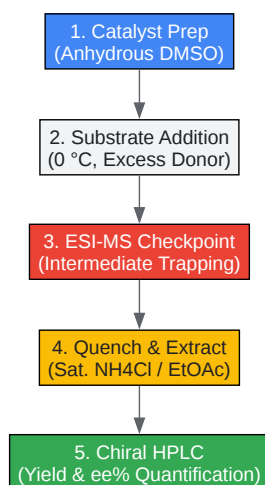 1. Catalyst Prep
(Anhydrous DMSO)
2. Substrate Addition
(0 °C, Excess Donor)
3. ESI-MS Checkpoint
(Intermediate Trapping)
4. Quench & Extract
(Sat. NH4Cl / EtOAc)
5. Chiral HPLC
(Yield & ee% Quantification)